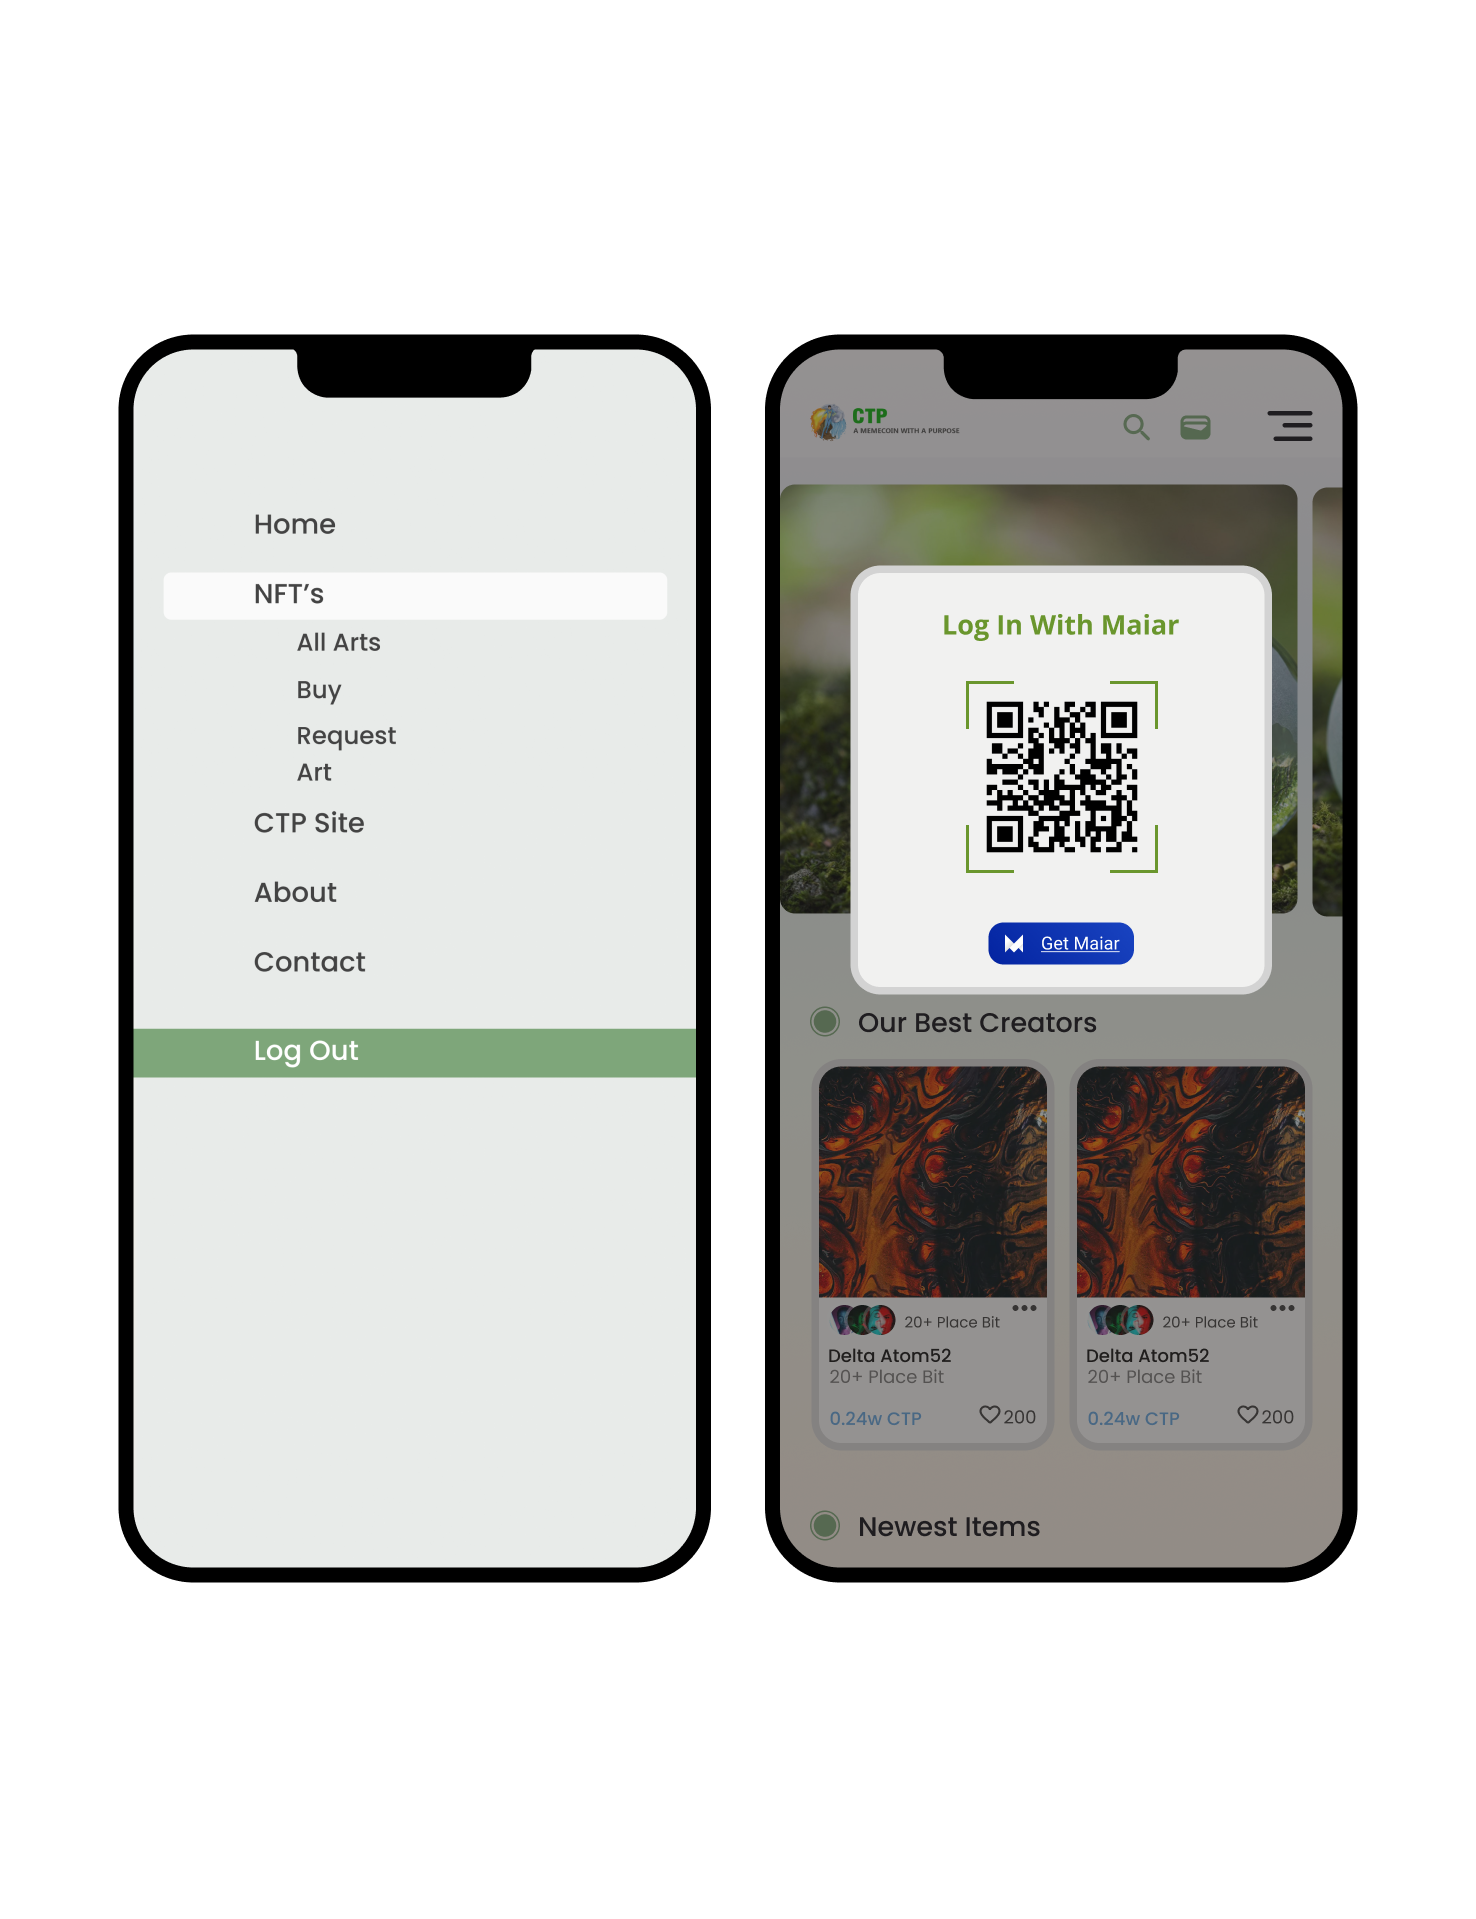 Home
NFT’s
All Arts
Buy
Request
Art
CTP Site
About
Contact
Log Out
CTP
A MEMECOIN WITH A PURPOSE
Log In With Maiar
Get Maiar
Our Best Creators
20+ Place Bit
Delta Atom52
20+ Place Bit
0.24w CTP
200
20+ Place Bit
Delta Atom52
20+ Place Bit
0.24w CTP
200
Newest Items